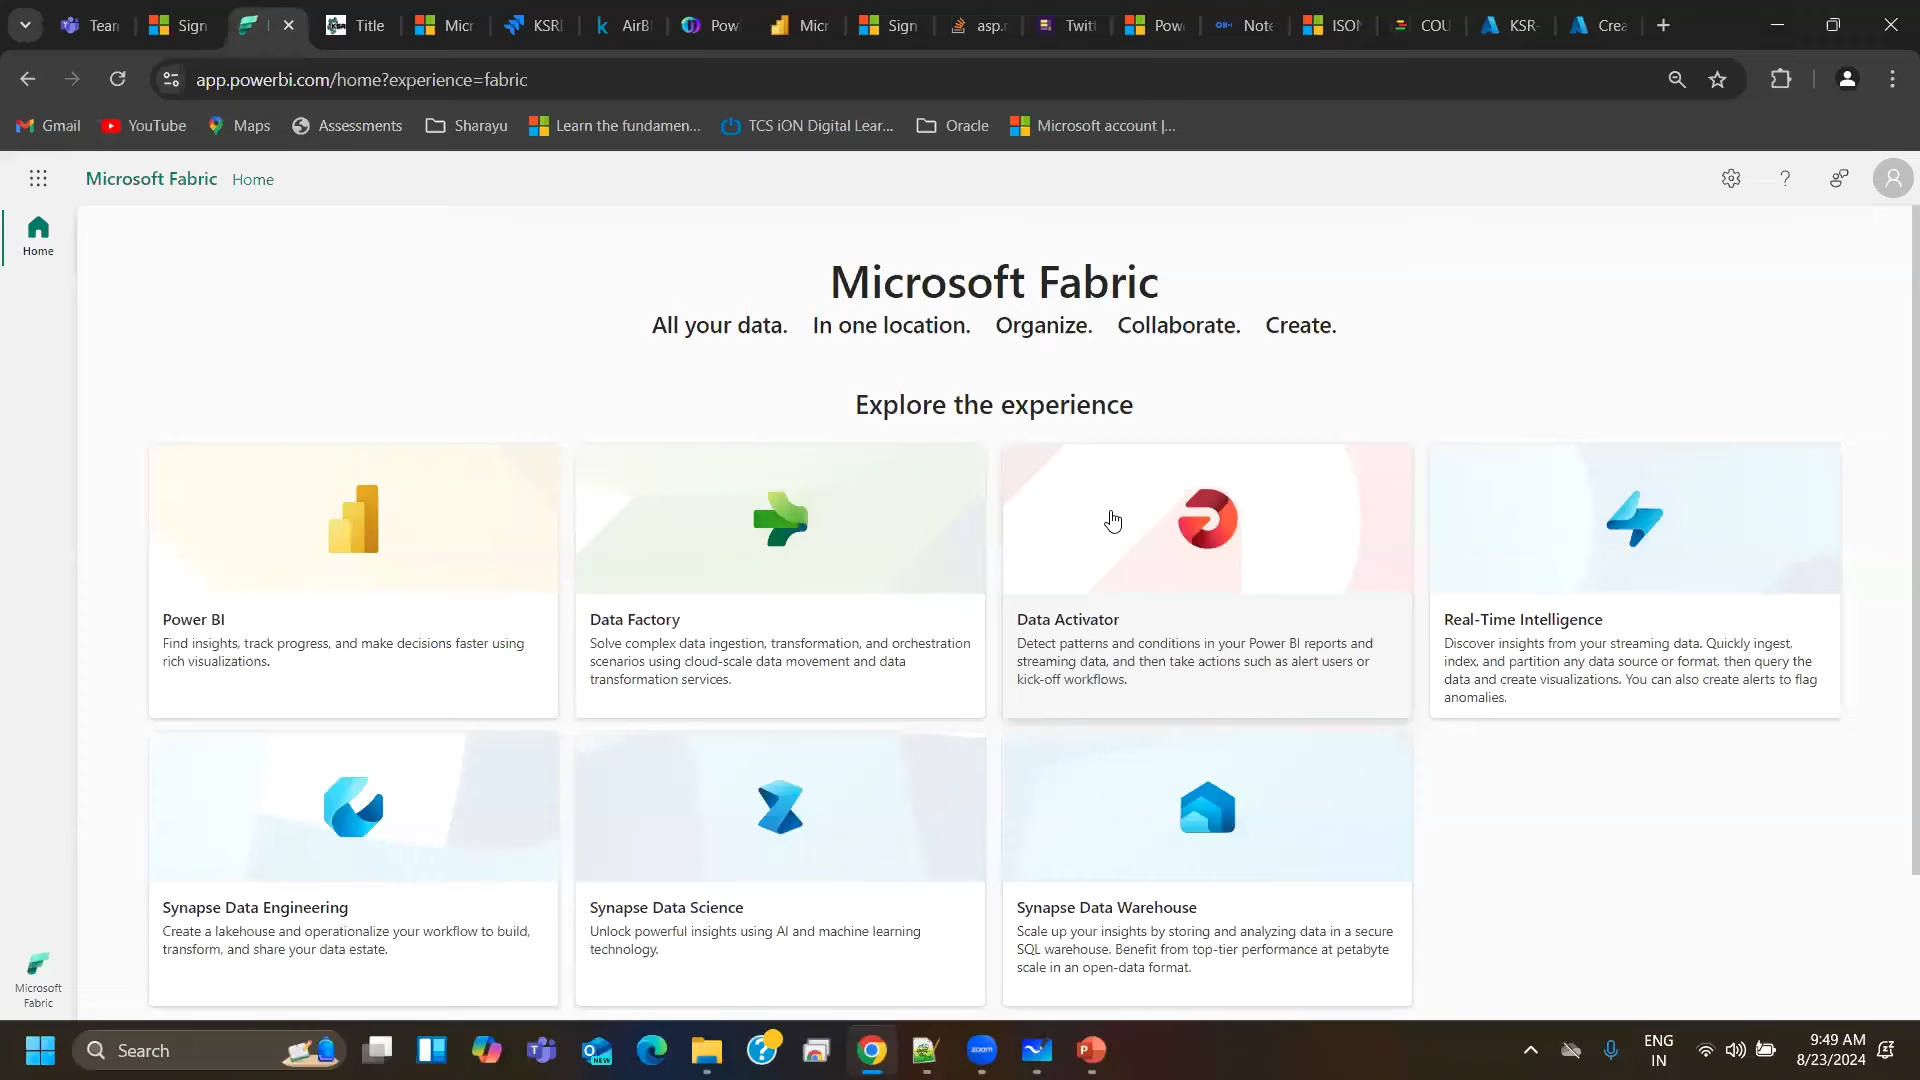 Team
Sign
Title
Micr
KSRI
AirBl
Pow
Micr
Sign
asp.r
Twitt
Powe
Note
ISOM
COU
KSR-
Crea
app.powerbi.com/home?experience=fabric
Gmail
YouTube
Maps
Assessments
Sharayu
Learn the fundamen...
TCS iON Digital Lear...
Oracle
Microsoft account |...
Microsoft Fabric Home
Home
Microsoft Fabric
All your data. In one location. Organize. Collaborate. Create.
Explore the experience
Power BI
Find insights, track progress, and make decisions faster using
rich visualizations.
Data Factory
Solve complex data ingestion, transformation, and orchestration
scenarios using cloud-scale data movement and data
transformation services.
Data Activator
Detect patterns and conditions in your Power BI reports and
streaming data, and then take actions such as alert users or
kick-off workflows.
Real-Time Intelligence
Discover insights from your streaming data. Quickly ingest,
index, and partition any data source or format, then query the
data and create visualizations. You can also create alerts to flag
anomalies.
Synapse Data Engineering
Create a lakehouse and operationalize your workflow to build,
transform, and share your data estate.
Synapse Data Science
Unlock powerful insights using AI and machine learning
technology.
Synapse Data Warehouse
Scale up your insights by storing and analyzing data in a secure
SQL warehouse. Benefit from top-tier performance at petabyte
scale in an open-data format.
Microsoft
Fabric
Search
NEW
zoom
ENG
IN
9:49 AM
8/23/2024